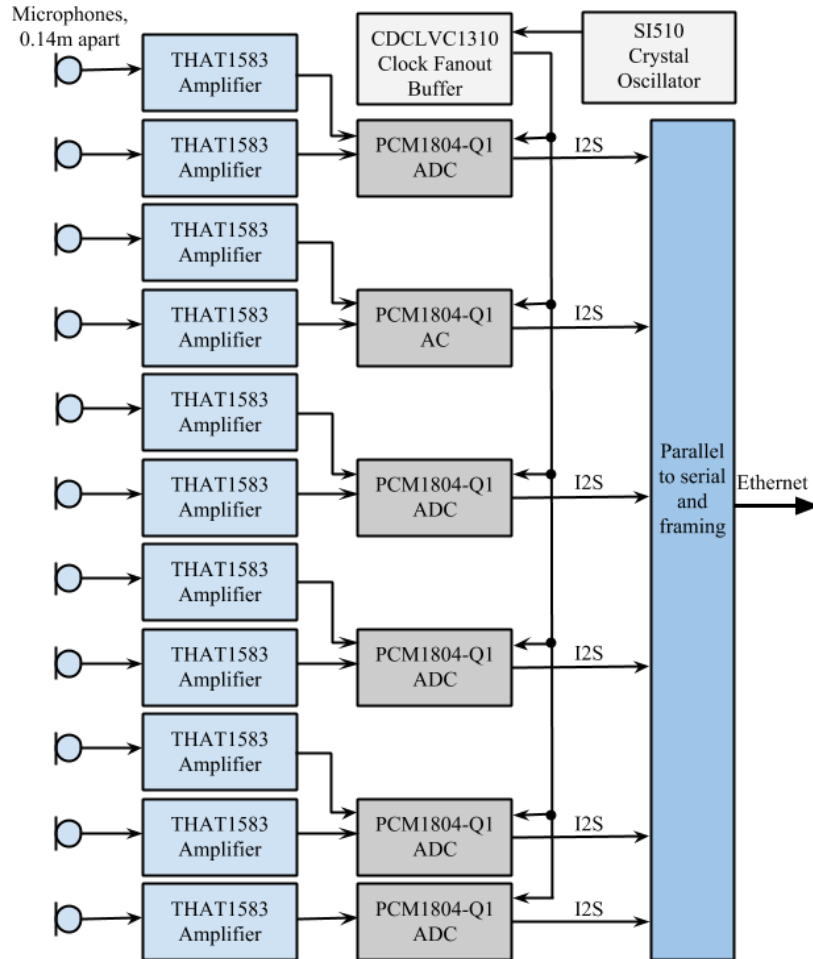 Microphones,
0.14m apart
THAT1583
Amplifier
CDCLVC1310
Clock Fanout
Buffer
SI510
Crystal
Oscillator
THAT1583
Amplifier
PCM1804-Q1
ADC
I2S
THAT1583
Amplifier
THAT1583
Amplifier
PCM1804-Q1
AC
I2S
THAT1583
Amplifier
THAT1583
Amplifier
PCM1804-Q1
ADC
I2S
Parallel
to serial
and
framing
Ethernet
THAT1583
Amplifier
THAT1583
Amplifier
PCM1804-Q1
ADC
I2S
THAT1583
Amplifier
THAT1583
Amplifier
PCM1804-Q1
ADC
I2S
THAT1583
Amplifier
PCM1804-Q1
ADC
I2S